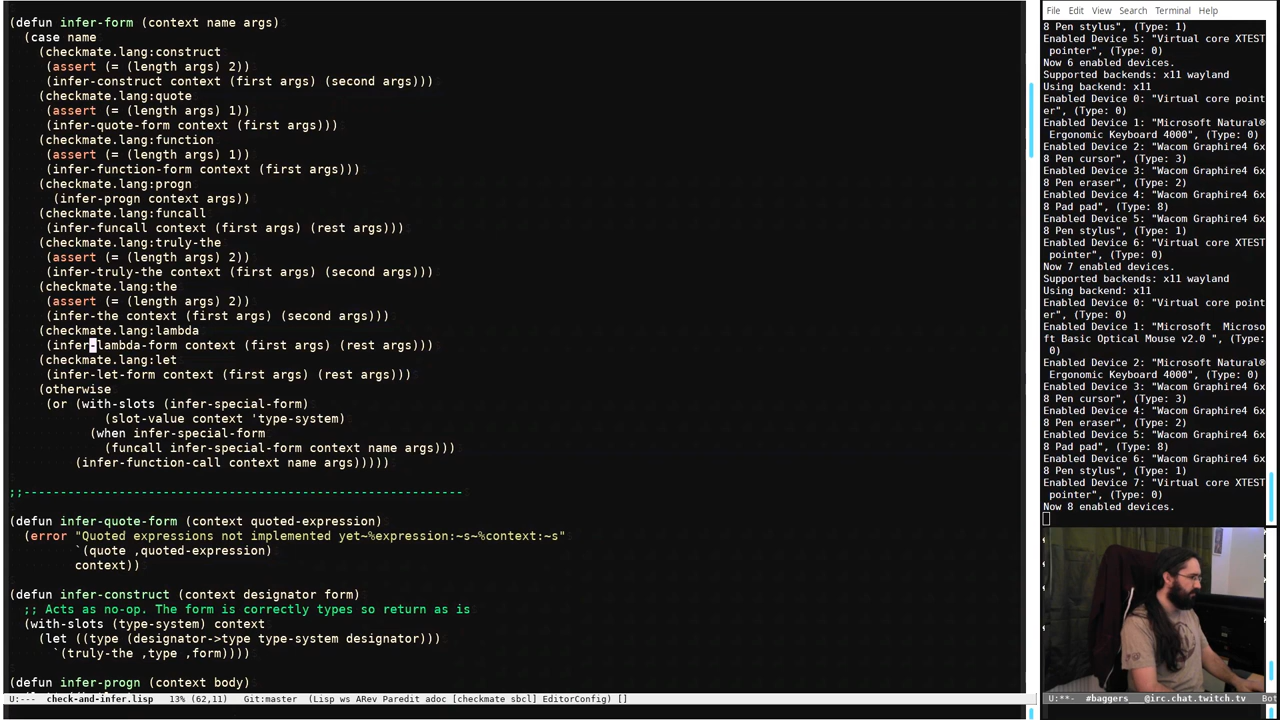 (defun infer-form (context name args)
(case name
(checkmate.lang:construct
(assert (= (length args) 2))
(infer-construct context (first args) (second args)))
(checkmate.lang:quote
(assert (= (length args) 1))
(infer-quote-form context (first args)))
(checkmate.lang:function
(assert (= (length args) 1))
(infer-function-form context (first args)))
(checkmate.lang:progn
(infer-progn context args))
(checkmate.lang:funcall
(infer-funcall context (first args) (rest args)))
(checkmate.lang:truly-the
(assert (= (length args) 2))
(infer-truly-the context (first args) (second args)))
(checkmate.lang:the
(assert (= (length args) 2))
(infer-the context (first args) (second args)))
(checkmate.lang:lambda
(infer-lambda-form context (first args) (rest args)))
(checkmate.lang:let
(infer-let-form context (first args) (rest args)))
(otherwise
(or (with-slots (infer-special-form)
(slot-value context 'type-system)
(when infer-special-form
(funcall infer-special-form context name args)))
(infer-function-call context name args)))))
;;------------------------------------------------------------
(defun infer-quote-form (context quoted-expression)
(error "Quoted expressions not implemented yet~%expression:~s~%context:~s"
`(quote ,quoted-expression)
context))
(defun infer-construct (context designator form)
;; Acts as no-op. The form is correctly types so return as is
(with-slots (type-system) context
(let ((type (designator->type type-system designator)))
`(truly-the ,type ,form))))
(defun infer-progn (context body)
U:--- check-and-infer.lisp 13% (62,11) Git:master (Lisp ws ARev Paredit adoc [checkmate sbcl] EditorConfig) []
File Edit View Search Terminal Help
8 Pen stylus", (Type: 1)
Enabled Device 5: "Virtual core XTEST
pointer", (Type: 0)
Now 6 enabled devices.
Supported backends: x11 wayland
Using backend: x11
Enabled Device 0: "Virtual core point
er", (Type: 0)
Enabled Device 1: "Microsoft Natural®
Ergonomic Keyboard 4000", (Type: 0)
Enabled Device 2: "Wacom Graphire4 6x
8 Pen cursor", (Type: 3)
Enabled Device 3: "Wacom Graphire4 6x
8 Pen eraser", (Type: 2)
Enabled Device 4: "Wacom Graphire4 6x
8 Pad pad", (Type: 8)
Enabled Device 5: "Wacom Graphire4 6x
8 Pen stylus", (Type: 1)
Enabled Device 6: "Virtual core XTEST
pointer", (Type: 0)
Now 7 enabled devices.
Supported backends: x11 wayland
Using backend: x11
Enabled Device 0: "Virtual core point
er", (Type: 0)
Enabled Device 1: "Microsoft  Microso
ft Basic Optical Mouse v2.0 ", (Type:
0)
Enabled Device 2: "Microsoft Natural®
Ergonomic Keyboard 4000", (Type: 0)
Enabled Device 3: "Wacom Graphire4 6x
8 Pen cursor", (Type: 3)
Enabled Device 4: "Wacom Graphire4 6x
8 Pen eraser", (Type: 2)
Enabled Device 5: "Wacom Graphire4 6x
8 Pad pad", (Type: 8)
Enabled Device 6: "Wacom Graphire4 6x
8 Pen stylus", (Type: 1)
Enabled Device 7: "Virtual core XTEST
pointer", (Type: 0)
Now 8 enabled devices.
U:**- #baggers___@irc.chat.twitch.tv Bot